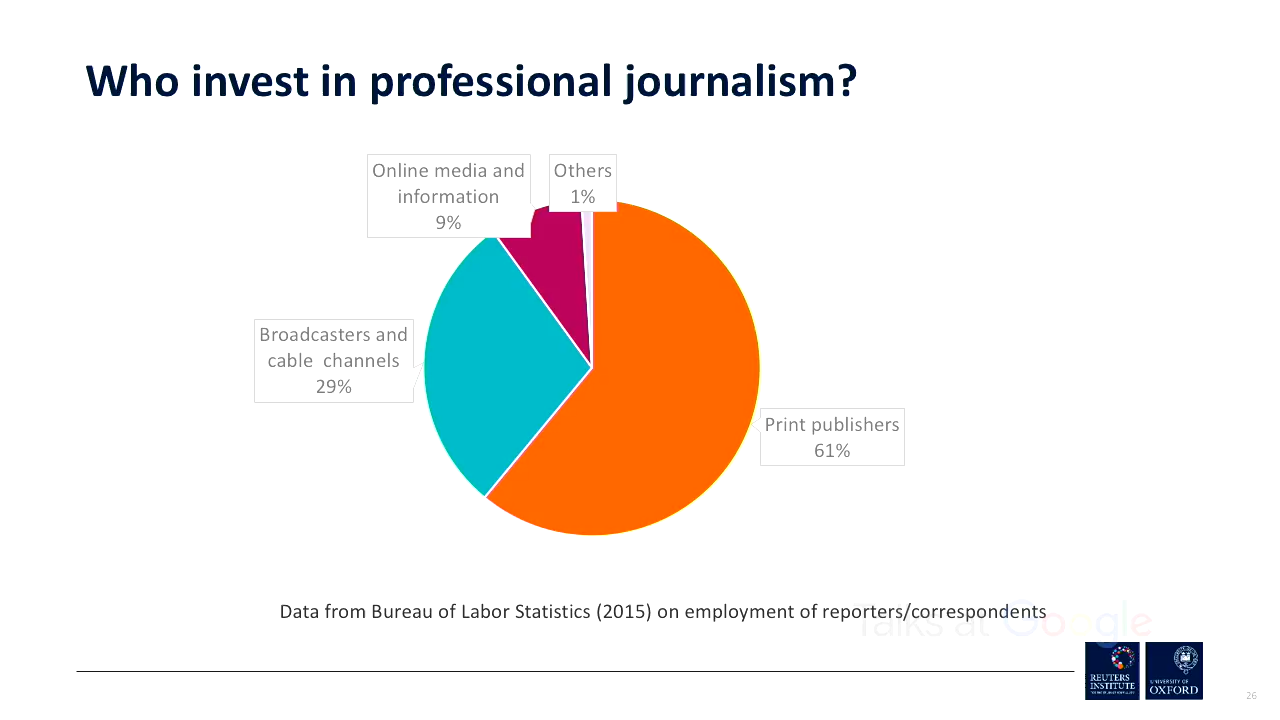 Who invest in professional journalism?
Online media and
information
9%
Others
1%
Broadcasters and
cable channels
29%
Print publishers
61%
Data from Bureau of Labor Statistics (2015) on employment of reporters/correspondents
Talks at Google
REUTERS
INSTITUTE
UNIVERSITY OF
OXFORD
26